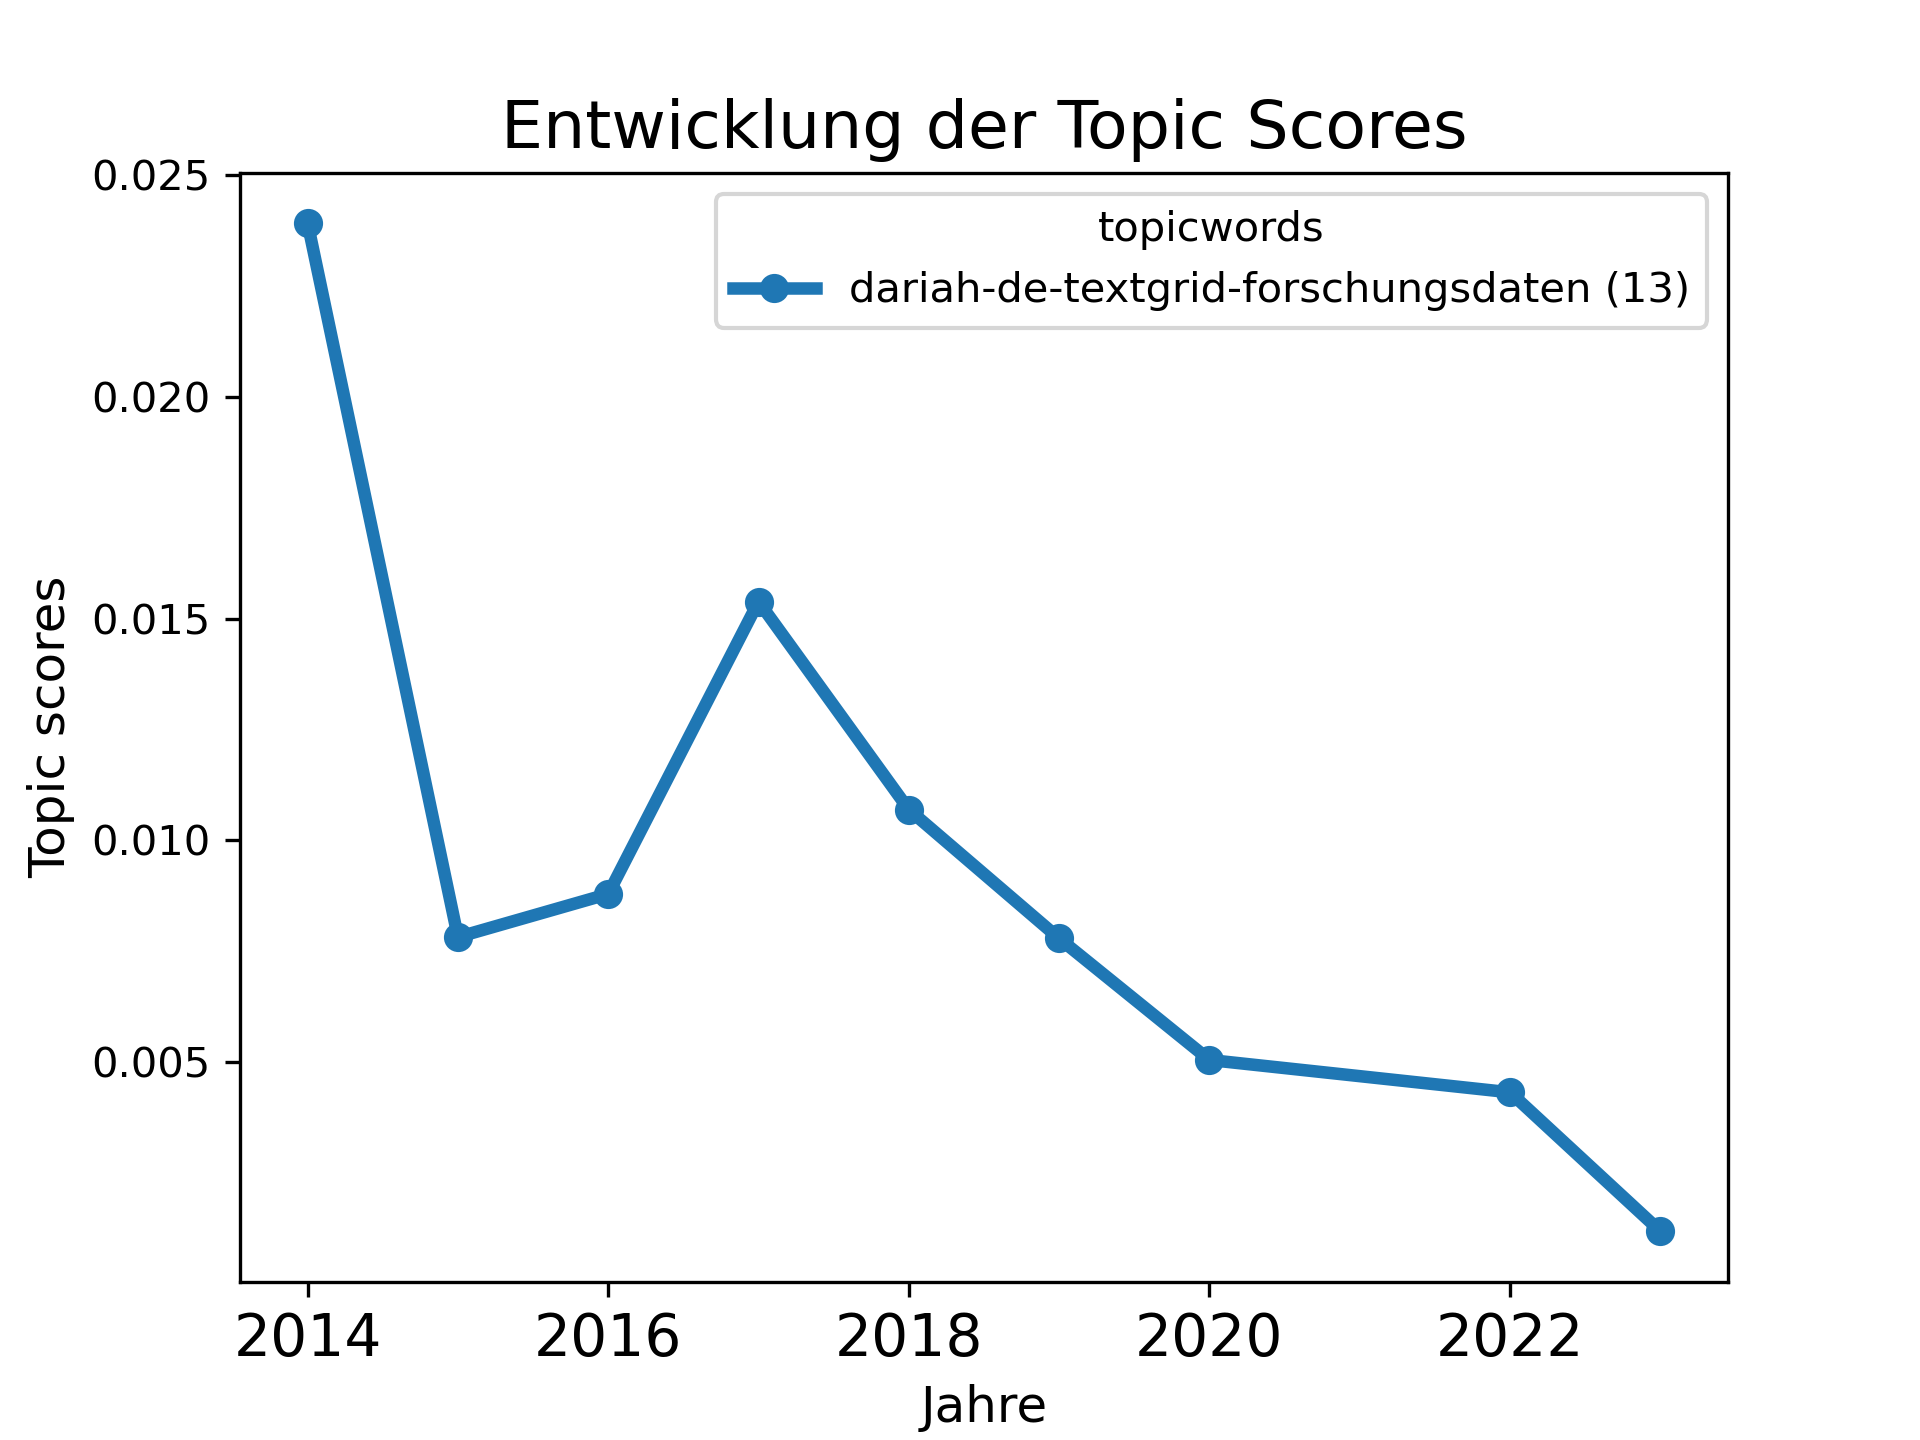 Entwicklung der Topic Scores
topicwords
dariah-de-textgrid-forschungsdaten (13)
Topic scores
0.025
0.020
0.015
0.010
0.005
2014 2016 2018 2020 2022
Jahre